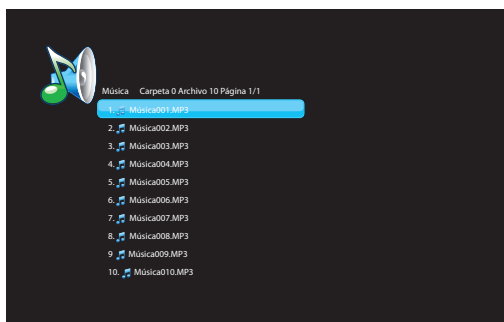 Música Carpeta 0 Archivo 10 Página 1/1
1. Música001.MP3
2. Música002.MP3
3. Música003.MP3
4. Música004.MP3
5. Música005.MP3
6. Música006.MP3
7. Música007.MP3
8. Música008.MP3
9 Música009.MP3
10. Música010.MP3